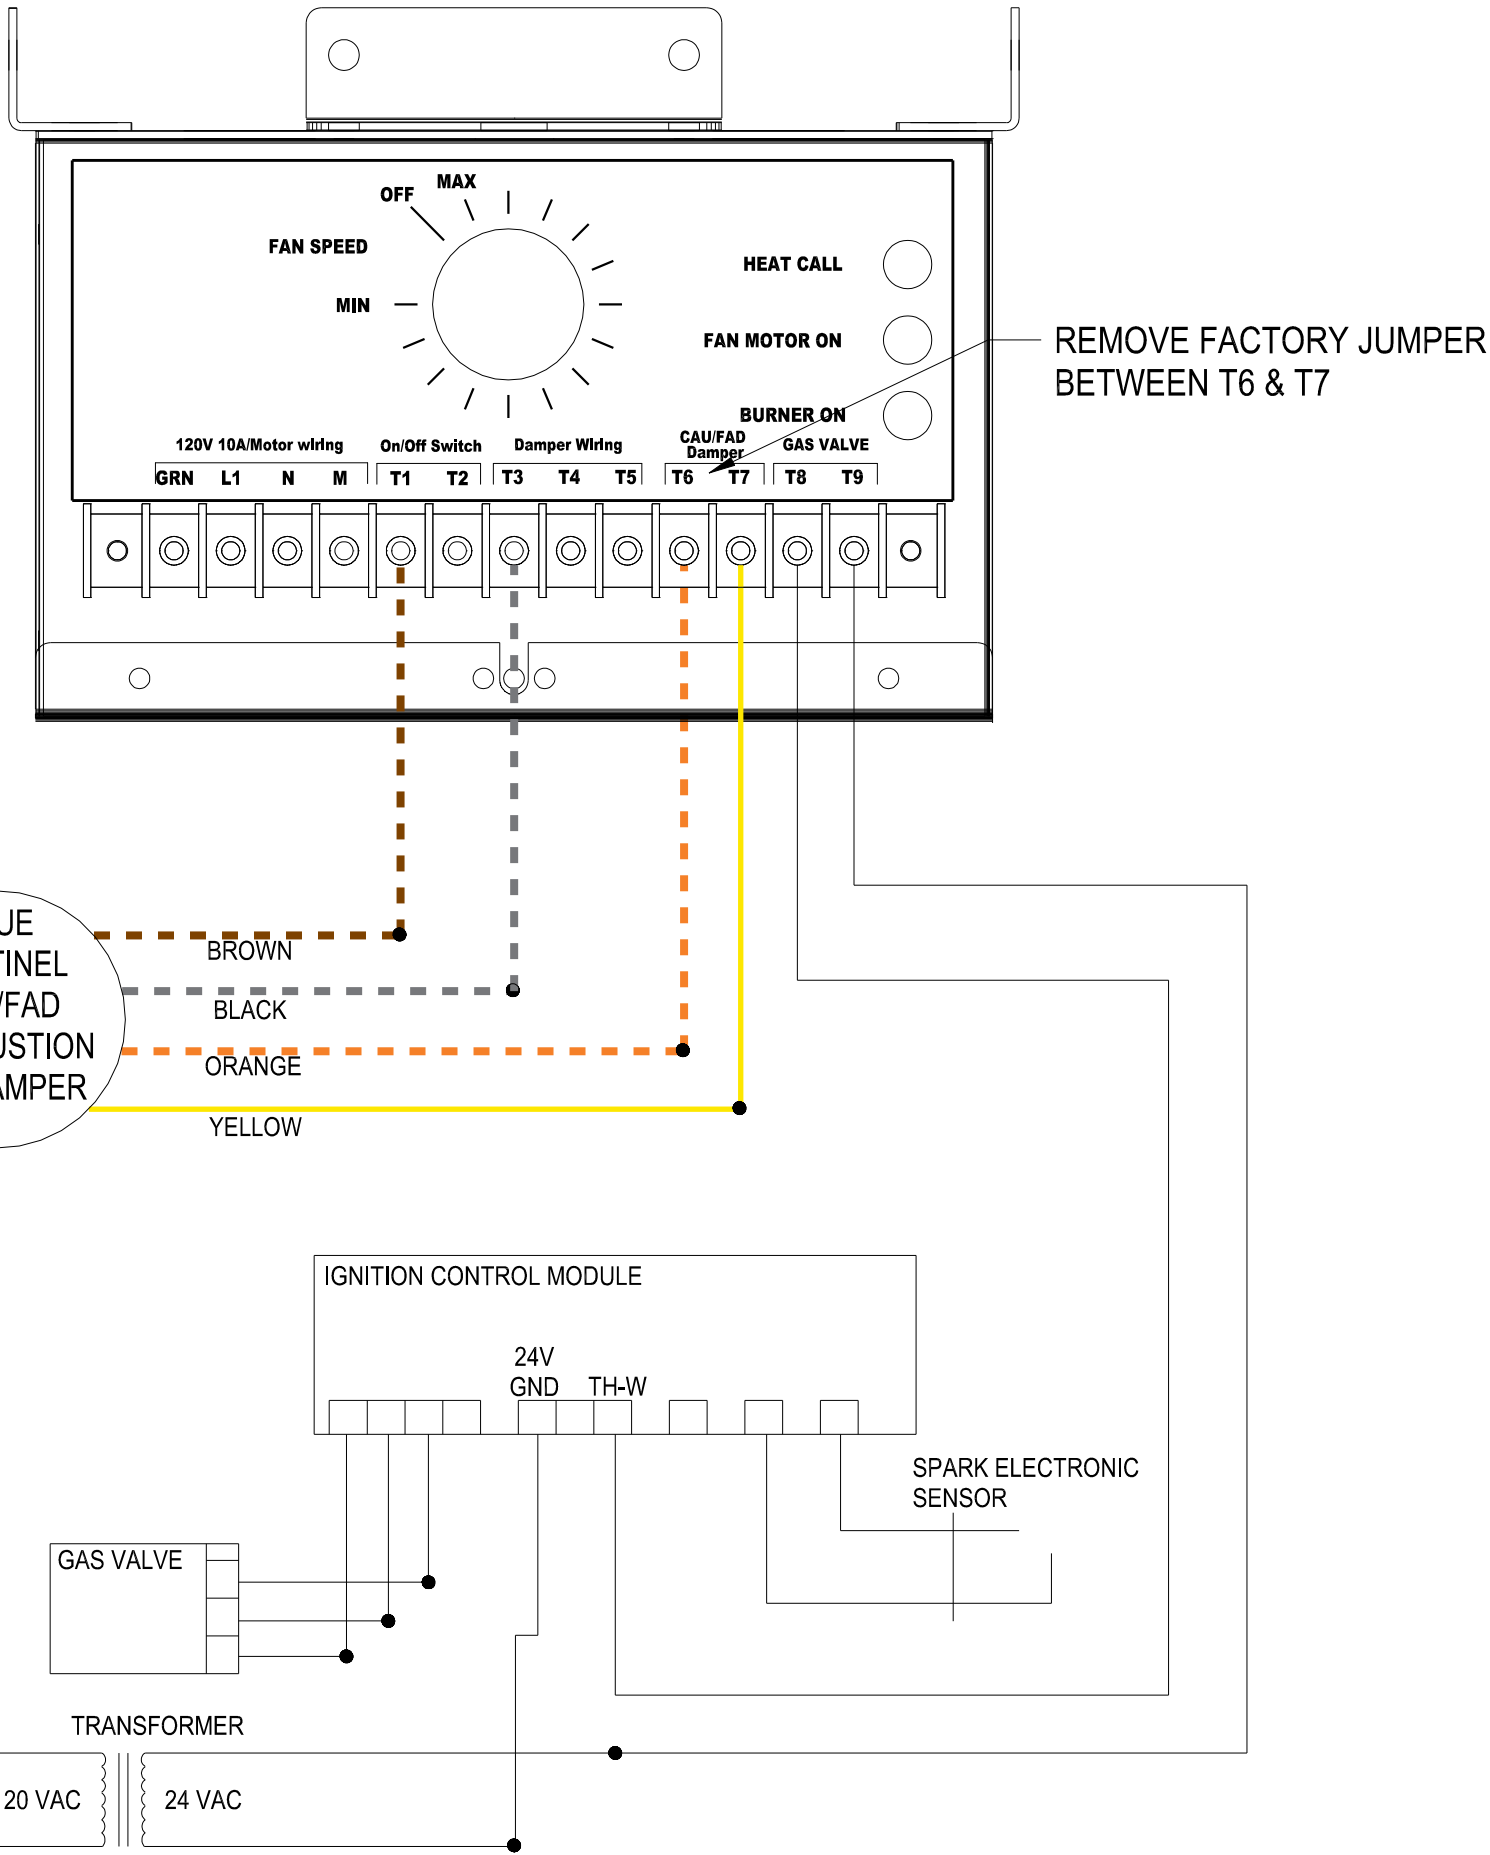 MAX
OFF
FAN SPEED
HEAT CALL
MIN
FAN MOTOR ON
REMOVE FACTORY JUMPER
BETWEEN T6 & T7
BURNER ON
120V 10A/Motor wiring On/Off Switch Damper Wiring CAU/FAD GAS VALVE
Damper
GRN L1 N M T1 T2 T3 T4 T5 T6 T7 T8 T9
UE
TINEL
/FAD
USTION
AMPER
BROWN
BLACK
ORANGE
YELLOW
IGNITION CONTROL MODULE
24V
GND TH-W
SPARK ELECTRONIC
SENSOR
GAS VALVE
TRANSFORMER
20 VAC 24 VAC